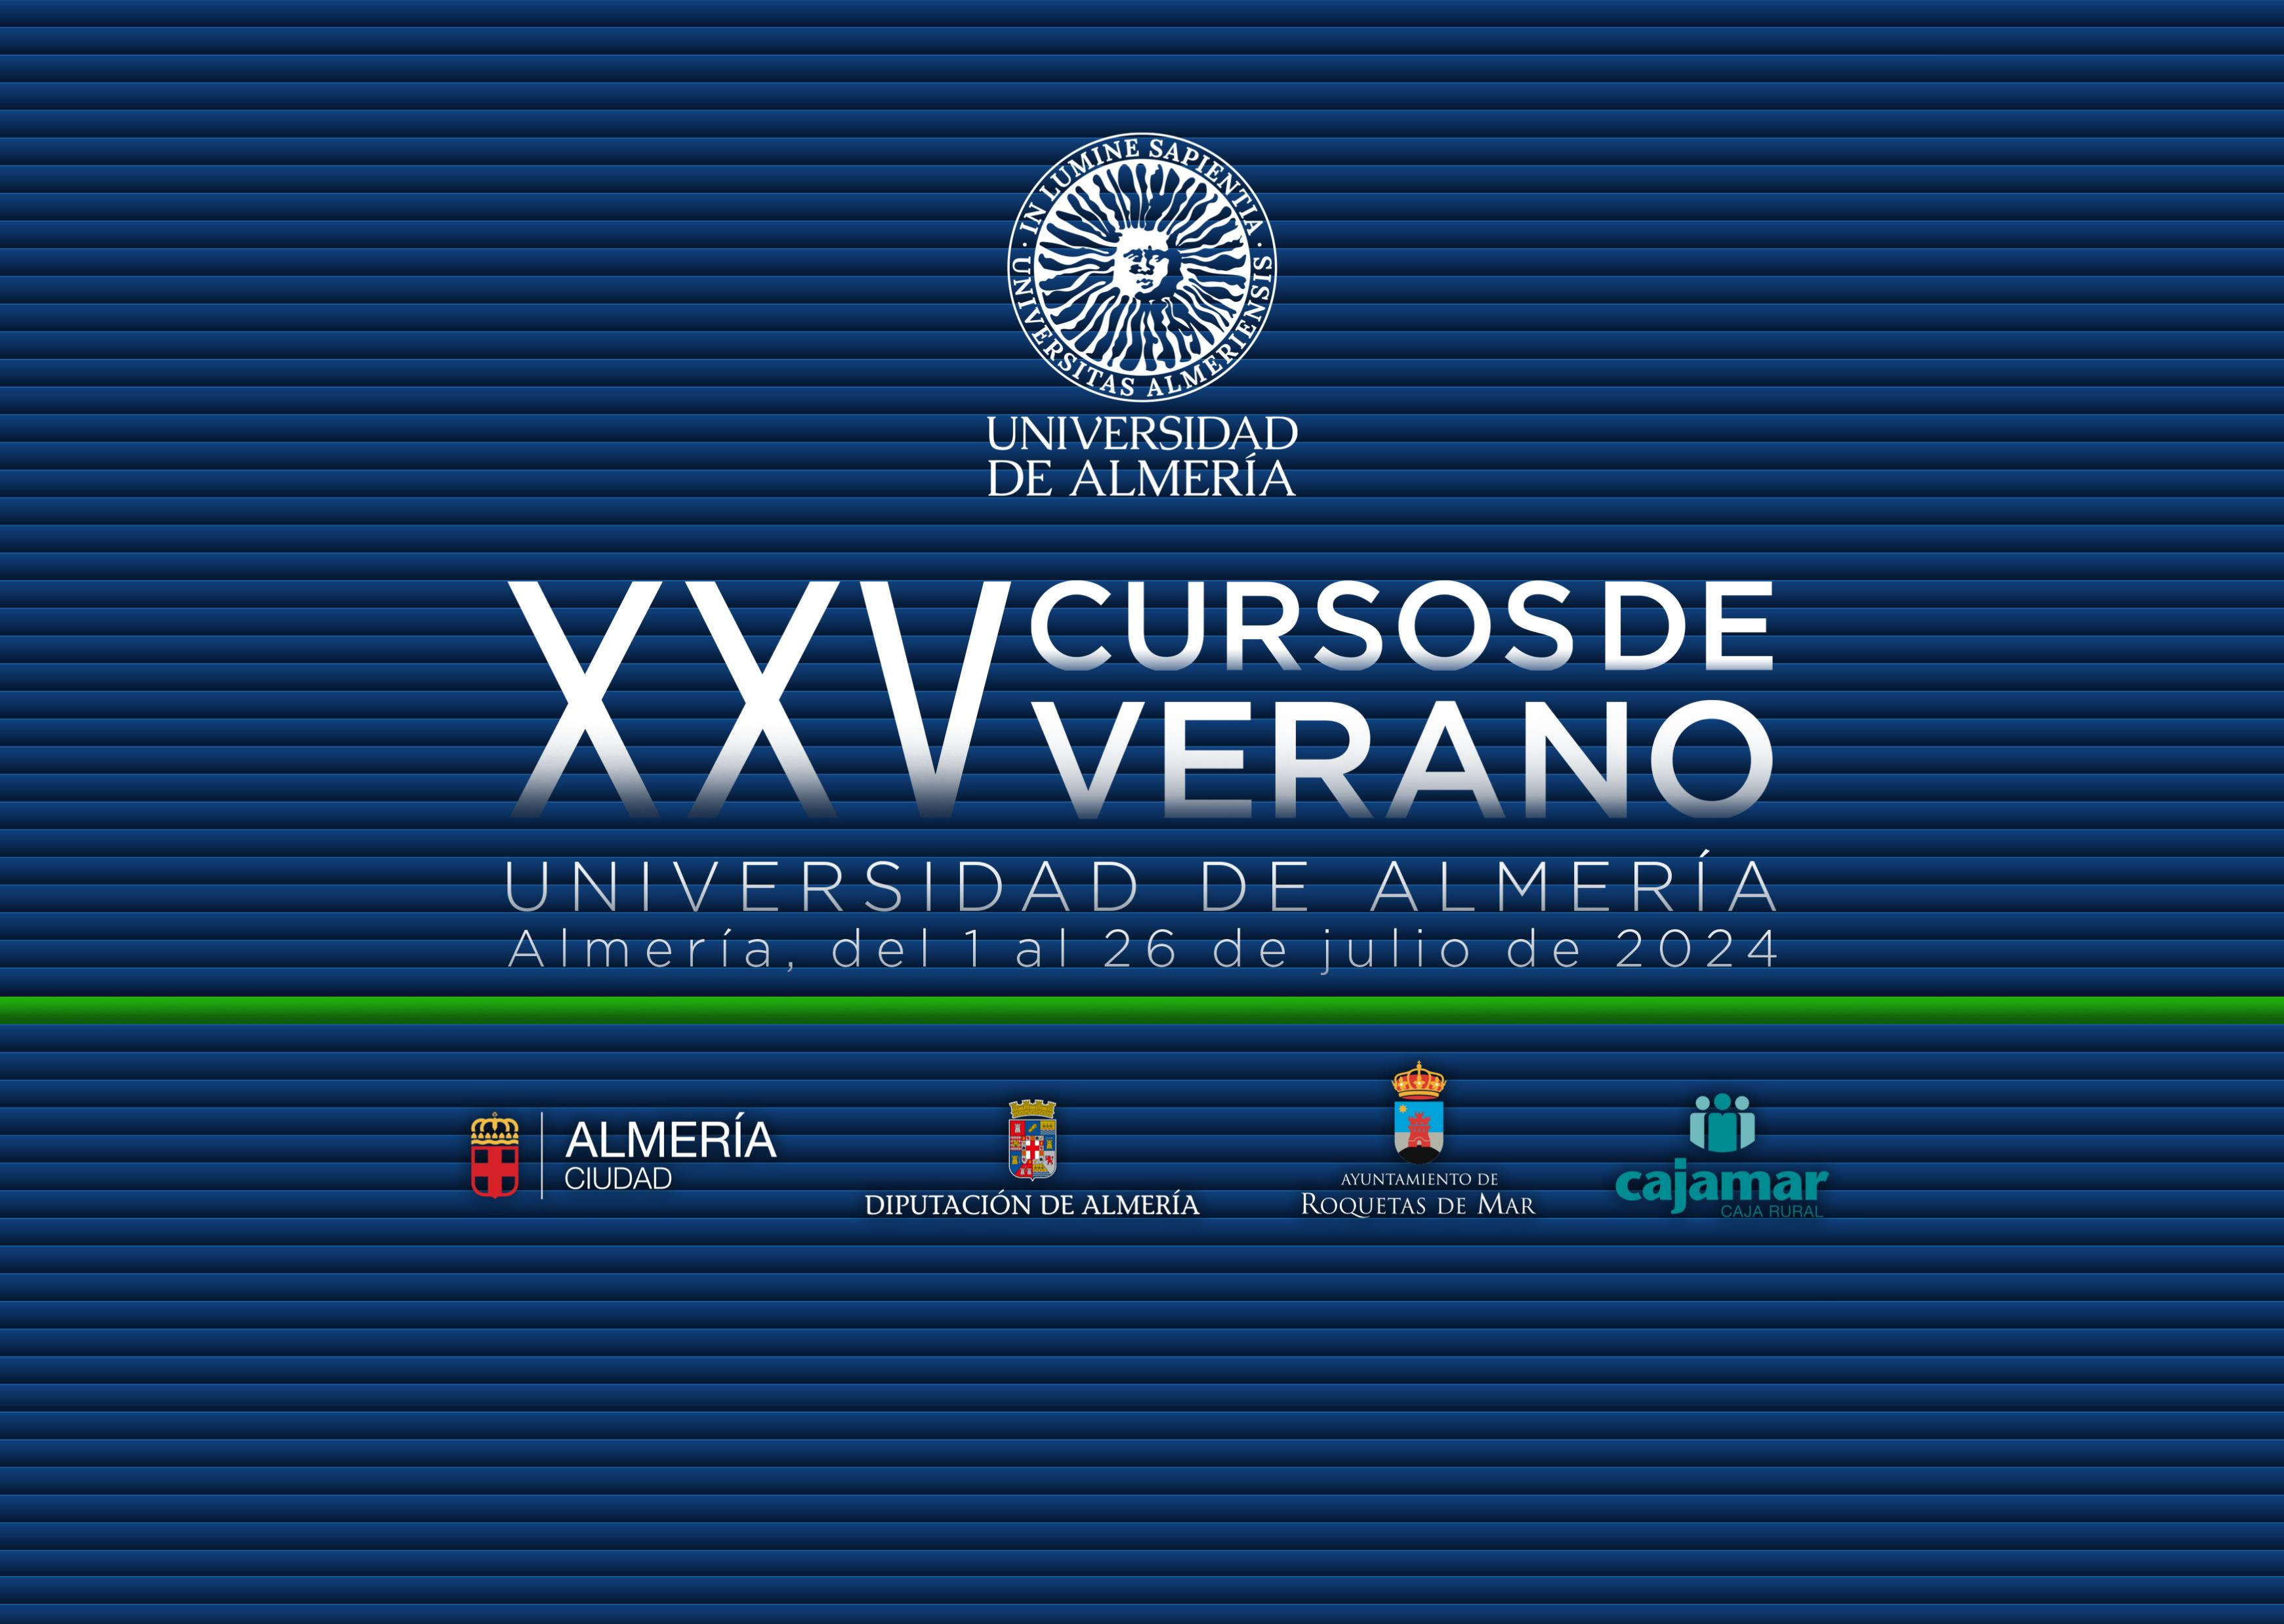 · IN LUMINE SAPIENTIA ·
UNIVERSITAS ALMERIENSIS
UNIVERSIDAD
DE ALMERÍA
XXV CURSOS DE
VERANO
UNIVERSIDAD DE ALMERÍA
Almería, del 1 al 26 de julio de 2024
ALMERÍA
CIUDAD
DIPUTACIÓN DE ALMERÍA
AYUNTAMIENTO DE
ROQUETAS DE MAR
cajamar
CAJA RURAL